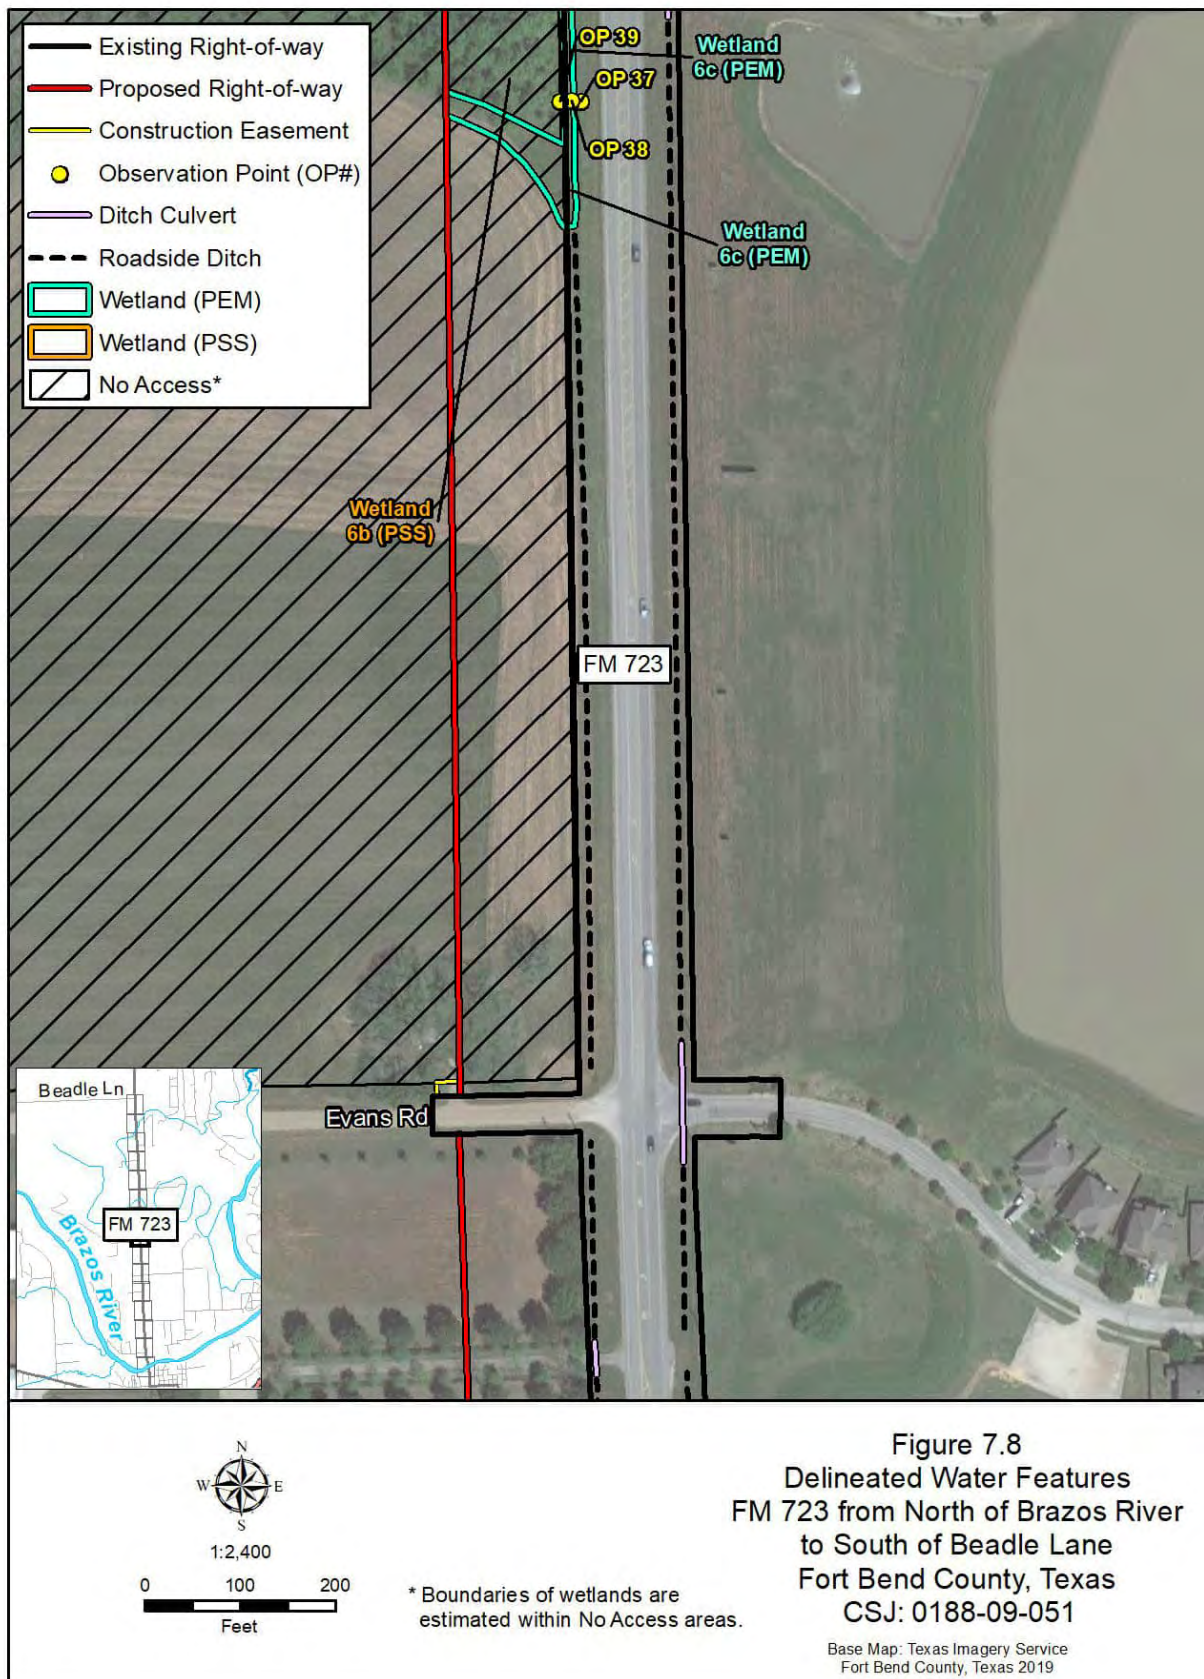 Existing Right-of-way
Proposed Right-of-way
Construction Easement
Observation Point (OP#)
Ditch Culvert
Roadside Ditch
Wetland (PEM)
Wetland (PSS)
No Access*
OP 39
Wetland
6c (PEM)
OP 37
OP 38
Wetland
6c (PEM)
Wetland
6b (PSS)
FM 723
Evans Rd
Beadle Ln
FM 723
Brazos River
N
W E
S
1:2,400
0 100 200
Feet
* Boundaries of wetlands are
estimated within No Access areas.
Figure 7.8
Delineated Water Features
FM 723 from North of Brazos River
to South of Beadle Lane
Fort Bend County, Texas
CSJ: 0188-09-051
Base Map: Texas Imagery Service
Fort Bend County, Texas 2019